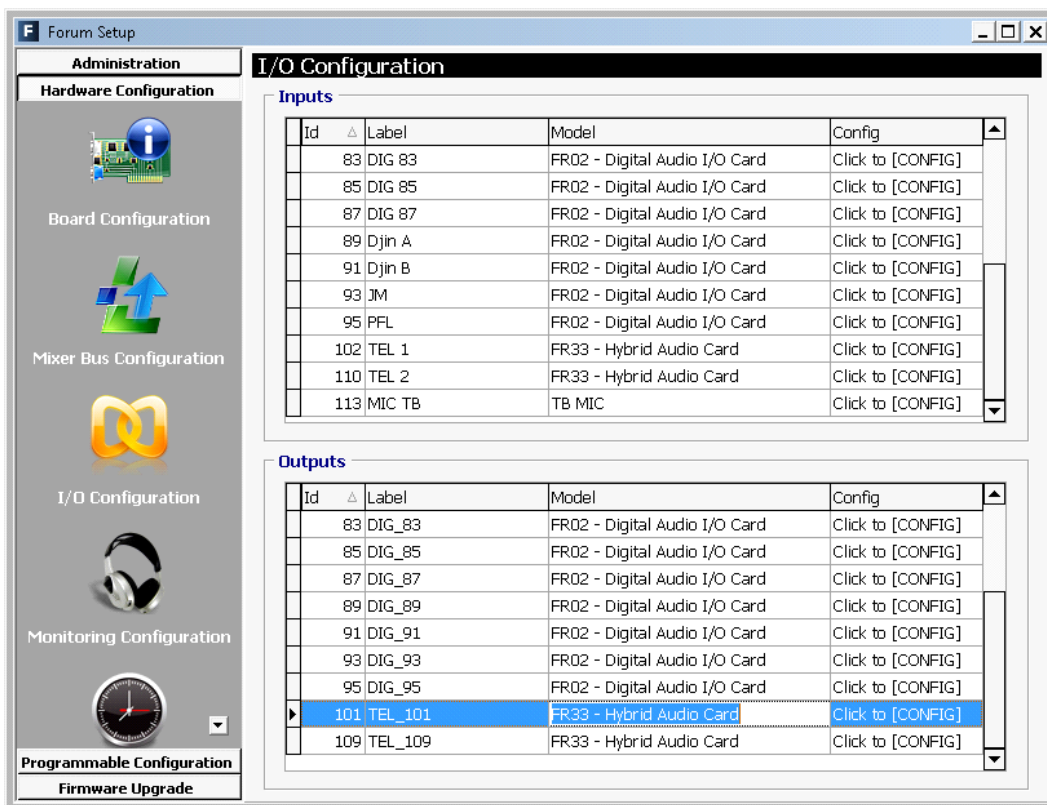 F Forum Setup
Administration
Hardware Configuration
Board Configuration
Mixer Bus Configuration
I/O Configuration
Monitoring Configuration
Programmable Configuration
Firmware Upgrade
I/O Configuration
Inputs
Id Label Model Config
83 DIG 83 FR02 - Digital Audio I/O Card Click to [CONFIG]
85 DIG 85 FR02 - Digital Audio I/O Card Click to [CONFIG]
87 DIG 87 FR02 - Digital Audio I/O Card Click to [CONFIG]
89 Djin A FR02 - Digital Audio I/O Card Click to [CONFIG]
91 Djin B FR02 - Digital Audio I/O Card Click to [CONFIG]
93 JM FR02 - Digital Audio I/O Card Click to [CONFIG]
95 PFL FR02 - Digital Audio I/O Card Click to [CONFIG]
102 TEL 1 FR33 - Hybrid Audio Card Click to [CONFIG]
110 TEL 2 FR33 - Hybrid Audio Card Click to [CONFIG]
113 MIC TB TB MIC Click to [CONFIG]
Outputs
Id Label Model Config
83 DIG_83 FR02 - Digital Audio I/O Card Click to [CONFIG]
85 DIG_85 FR02 - Digital Audio I/O Card Click to [CONFIG]
87 DIG_87 FR02 - Digital Audio I/O Card Click to [CONFIG]
89 DIG_89 FR02 - Digital Audio I/O Card Click to [CONFIG]
91 DIG_91 FR02 - Digital Audio I/O Card Click to [CONFIG]
93 DIG_93 FR02 - Digital Audio I/O Card Click to [CONFIG]
95 DIG_95 FR02 - Digital Audio I/O Card Click to [CONFIG]
101 TEL_101 FR33 - Hybrid Audio Card Click to [CONFIG]
109 TEL_109 FR33 - Hybrid Audio Card Click to [CONFIG]